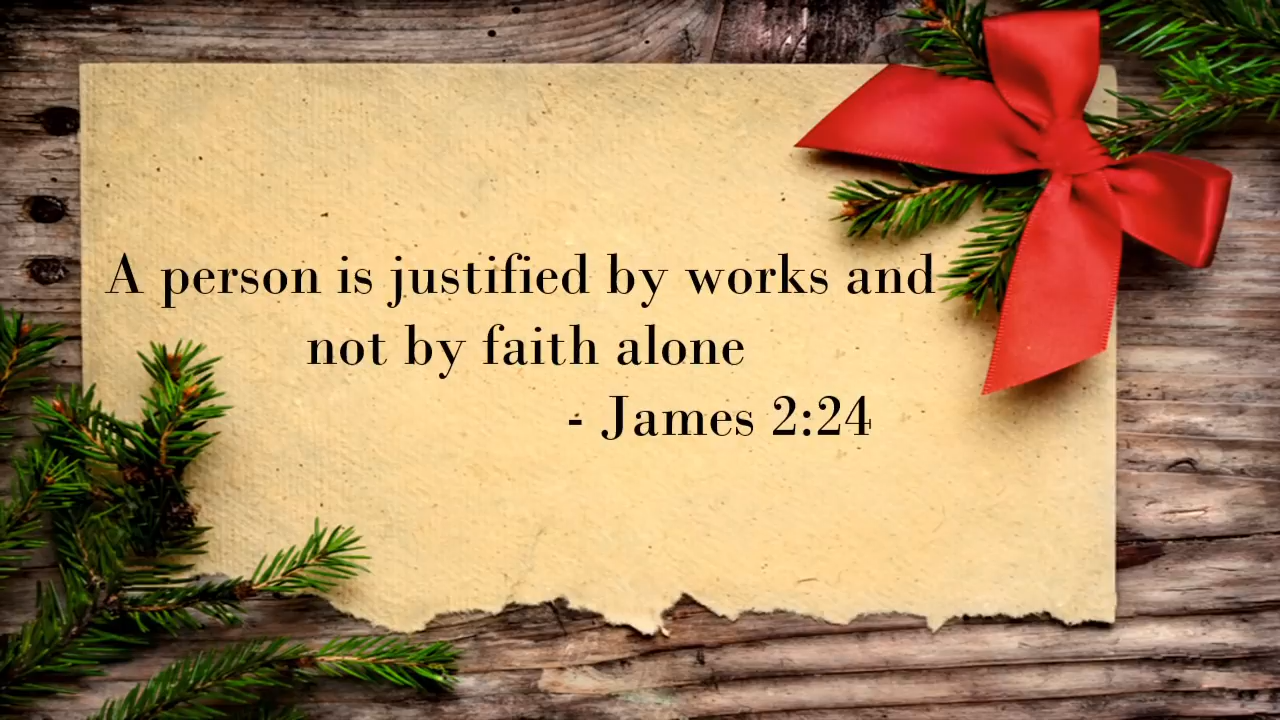 A person is justified by works and
not by faith alone
- James 2:24